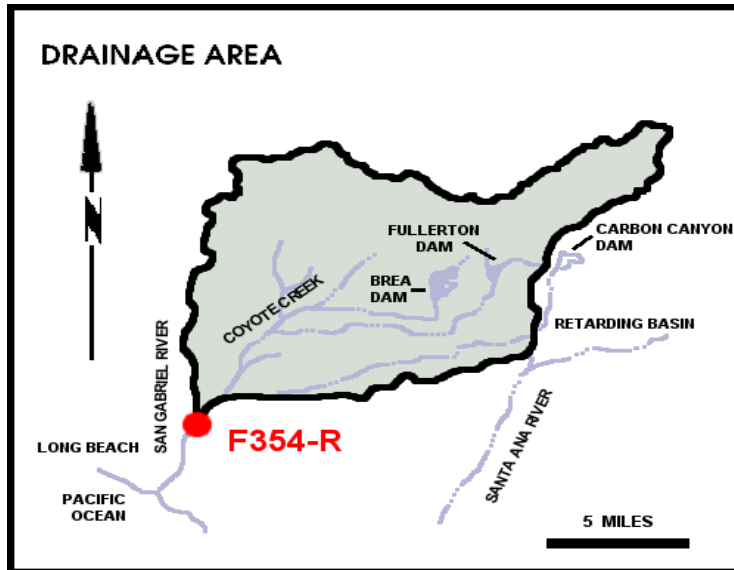 DRAINAGE AREA
N
FULLERTON
DAM
CARBON CANYON
DAM
BREA
DAM
COYOTE CREEK
RETARDING BASIN
SAN GABRIEL RIVER
F354-R
LONG BEACH
SANTA ANA RIVER
PACIFIC
OCEAN
5 MILES